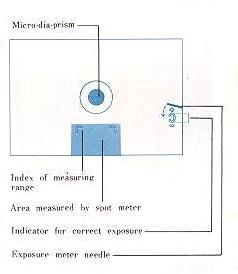 Micro-dia-prism
Index of measuring
range
Area measured by spot meter
Indicator for correct exposure
Exposure meter needle